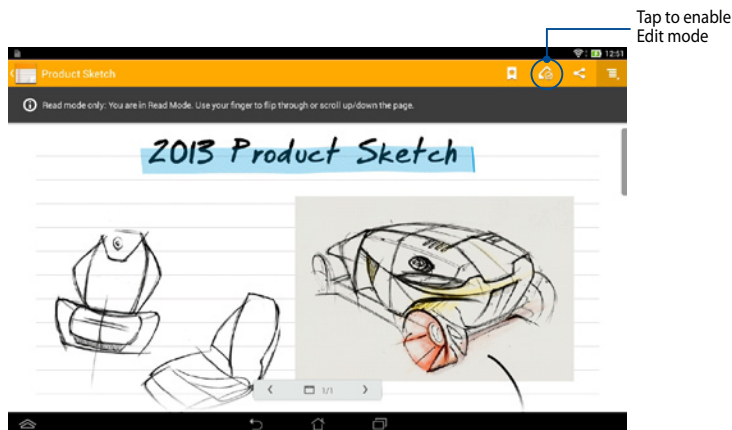 Tap to enable
Edit mode
12:51
Product Sketch
Read mode only: You are in Read Mode. Use your finger to flip through or scroll up/down the page.
2013 Product Sketch
1/1